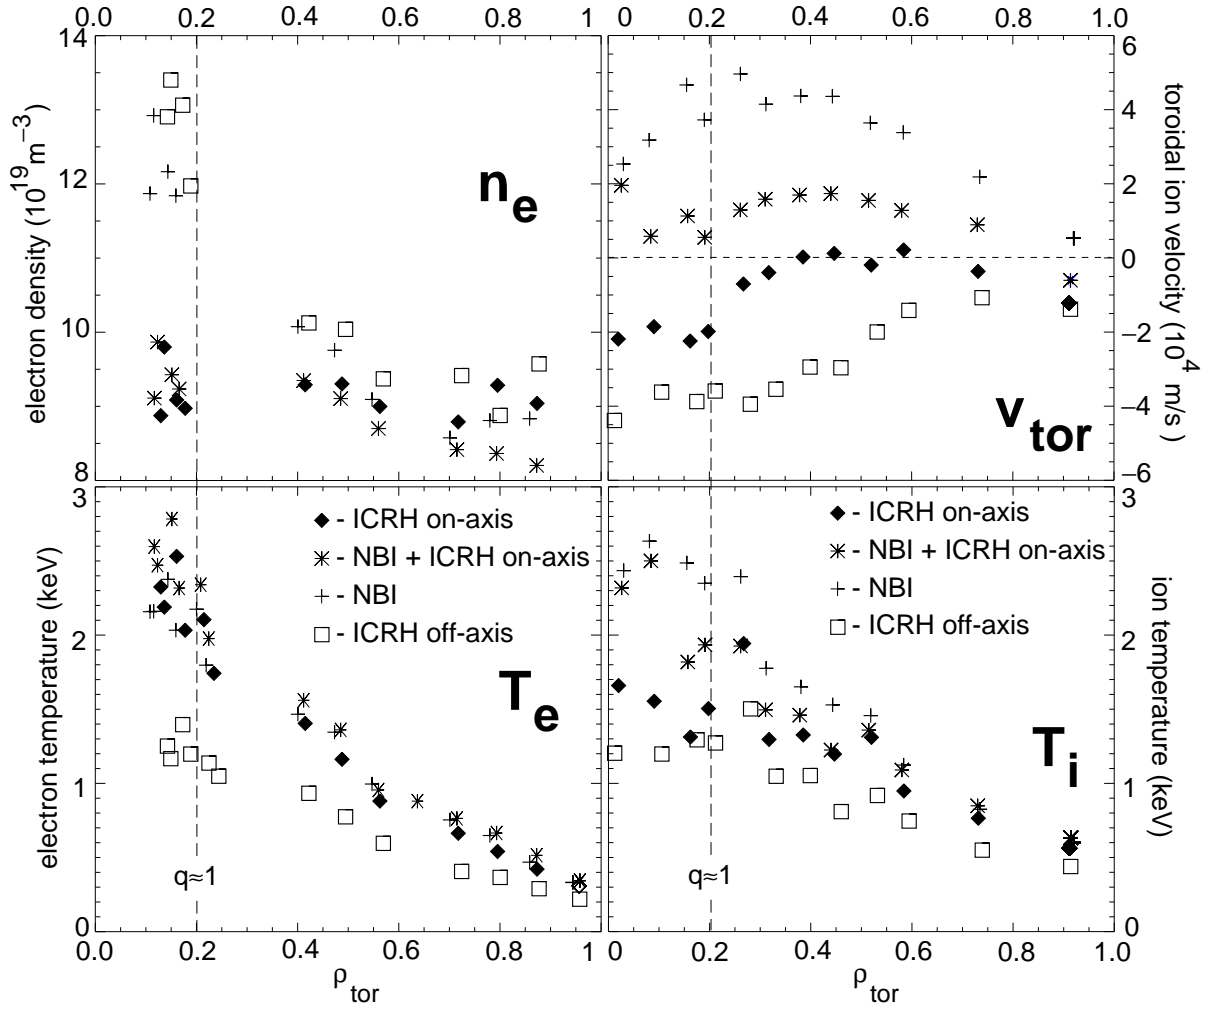 0.0 0.2 0.4 0.6 0.8 1
0 0.2 0.4 0.6 0.8 1.0
14
12
10
8
electron density (10^19 m^−3)
n_e
6
4
2
0
−2
−4
−6
toroidal ion velocity (10^4 m/s)
v_tor
3
2
1
0
electron temperature (keV)
- ICRH on-axis
- NBI + ICRH on-axis
- NBI
- ICRH off-axis
T_e
q≈1
- ICRH on-axis
- NBI + ICRH on-axis
- NBI
- ICRH off-axis
T_i
q≈1
3
2
1
0
ion temperature (keV)
0.0 0.2 0.4 0.6 0.8 1
0 0.2 0.4 0.6 0.8 1.0
ρ_tor
ρ_tor